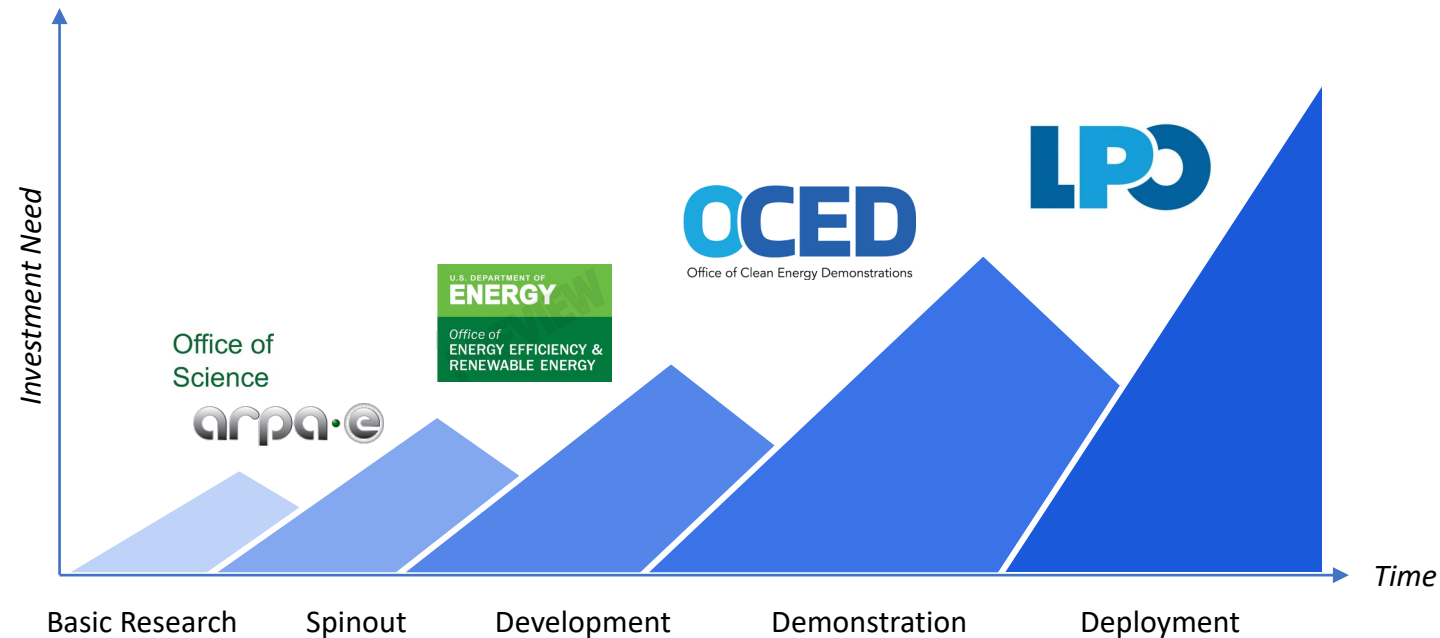 Investment Need
Office of
Science
arpa·e
U.S. DEPARTMENT OF
ENERGY
Office of
ENERGY EFFICIENCY &
RENEWABLE ENERGY
OCED
Office of Clean Energy Demonstrations
LPO
Time
Basic Research
Spinout
Development
Demonstration
Deployment